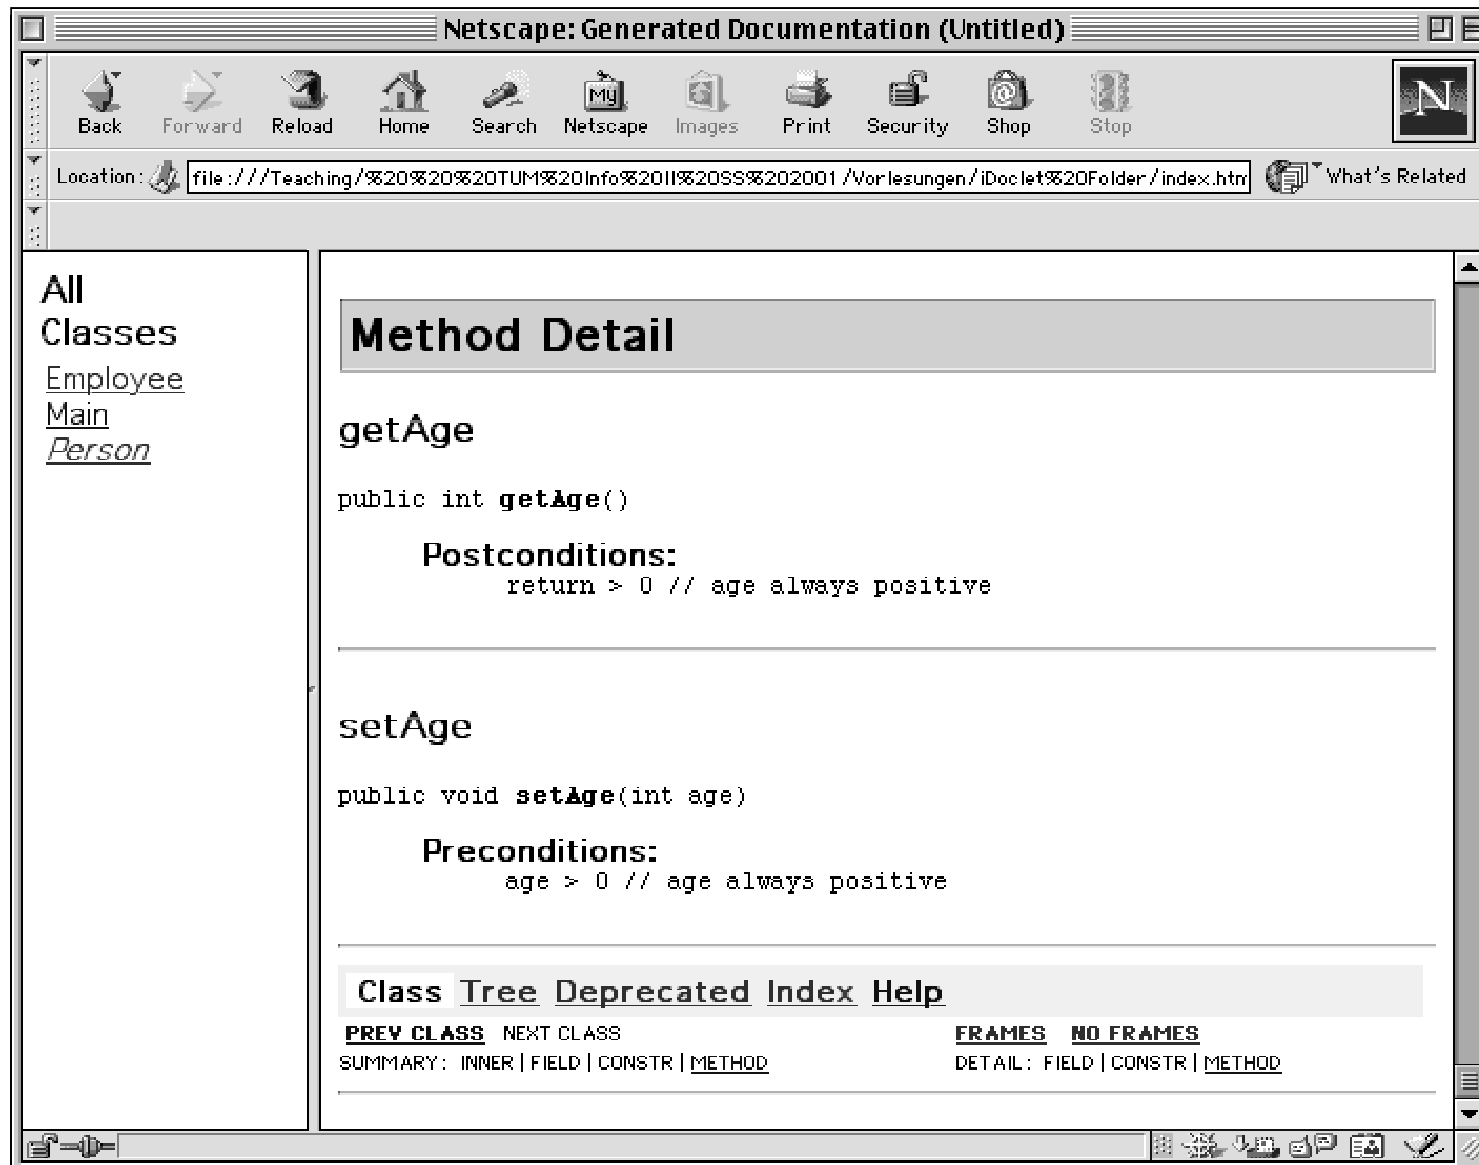 Netscape: Generated Documentation (Untitled)
Back Forward Reload Home Search Netscape Images Print Security Shop Stop
My
N
Location: file:///Teaching/%20%20%20TUM%20Info%20II%20SS%202001/Vorlesungen/iDoclet%20Folder/index.htm What's Related
All
Classes
Employee
Main
Person
Method Detail
getAge
public int getAge()
Postconditions:
return > 0 // age always positive
setAge
public void setAge(int age)
Preconditions:
age > 0 // age always positive
Class Tree Deprecated Index Help
PREV CLASS NEXT CLASS FRAMES NO FRAMES
SUMMARY: INNER | FIELD | CONSTR | METHOD DETAIL: FIELD | CONSTR | METHOD